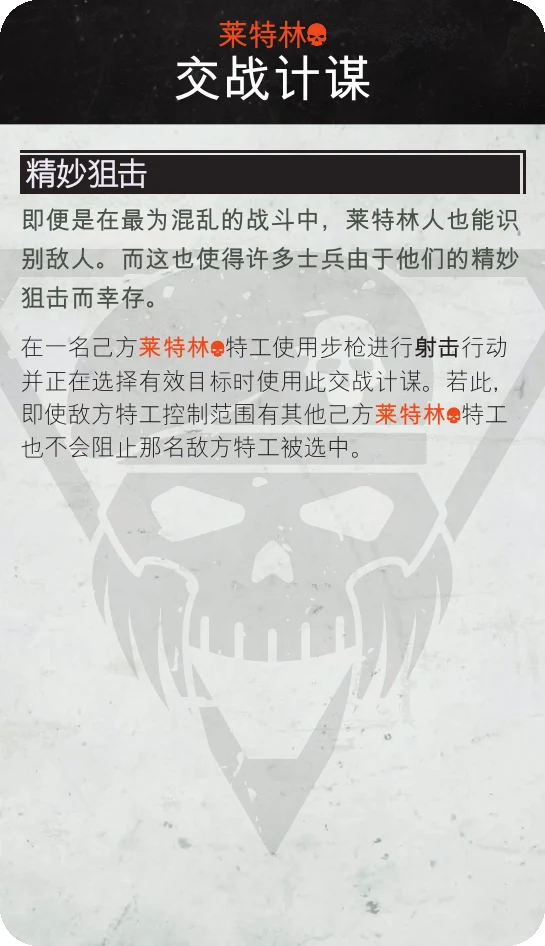 莱特林
交战计谋
精妙狙击
即便是在最为混乱的战斗中，莱特林人也能识
别敌人。而这也使得许多士兵由于他们的精妙
狙击而幸存。
在一名己方莱特林特工使用步枪进行射击行动
并正在选择有效目标时使用此交战计谋。若此，
即使敌方特工控制范围有其他己方莱特林特工
也不会阻止那名敌方特工被选中。